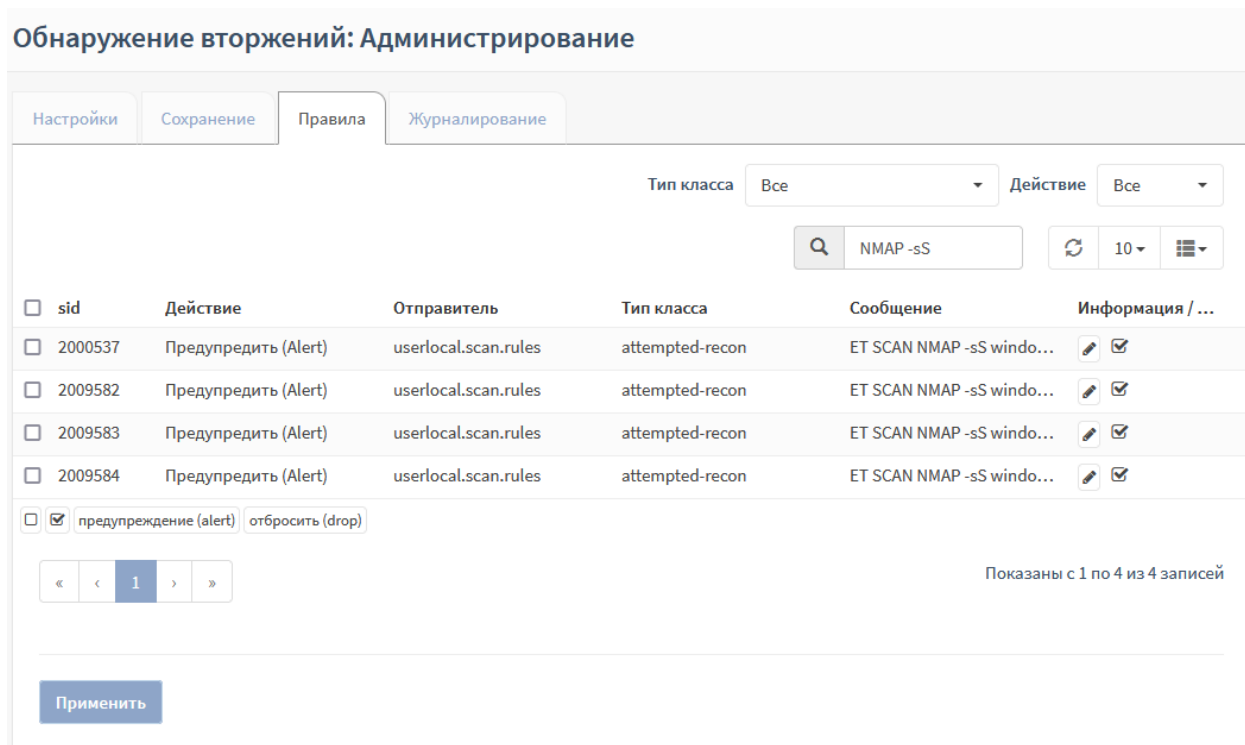 Обнаружение вторжений: Администрирование
Настройки Сохранение Правила Журналирование
Тип класса Все Действие Все
NMAP -sS 10
sid Действие Отправитель Тип класса Сообщение Информация / ...
2000537 Предупредить (Alert) userlocal.scan.rules attempted-recon ET SCAN NMAP -sS windo...
2009582 Предупредить (Alert) userlocal.scan.rules attempted-recon ET SCAN NMAP -sS windo...
2009583 Предупредить (Alert) userlocal.scan.rules attempted-recon ET SCAN NMAP -sS windo...
2009584 Предупредить (Alert) userlocal.scan.rules attempted-recon ET SCAN NMAP -sS windo...
предупреждение (alert) отбросить (drop)
« ‹ 1 › »
Показаны с 1 по 4 из 4 записей
Применить